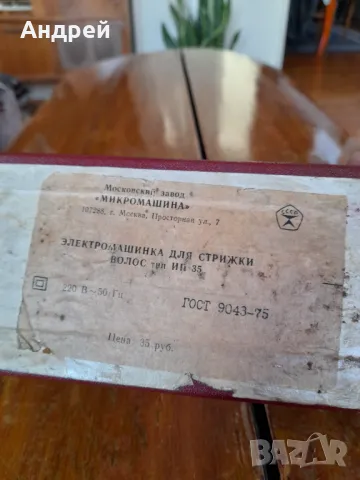 Андрей
Московский завод
«МИКРОМАШИНА»
г. Москва, Просторная ул., 7
СССР
ЭЛЕКТРОМАШИНКА ДЛЯ СТРИЖКИ
ВОЛОС тип ИП 35
220 В ~ 50 Гц
ГОСТ 9043-75
Цена 35 руб.
BAZAR